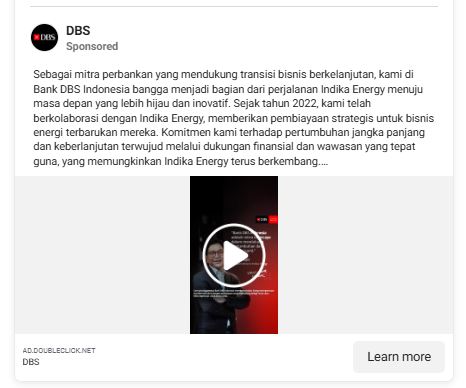 DBS
DBS
Sponsored
Sebagai mitra perbankan yang mendukung transisi bisnis berkelanjutan, kami di
Bank DBS Indonesia bangga menjadi bagian dari perjalanan Indika Energy menuju
masa depan yang lebih hijau dan inovatif. Sejak tahun 2022, kami telah
berkolaborasi dengan Indika Energy, memberikan pembiayaan strategis untuk bisnis
energi terbarukan mereka. Komitmen kami terhadap pertumbuhan jangka panjang
dan keberlanjutan terwujud melalui dukungan finansial dan wawasan yang tepat
guna, yang memungkinkan Indika Energy terus berkembang....
DBS
"Bank DBS
AD.DOUBLECLICK.NET
DBS
Learn more